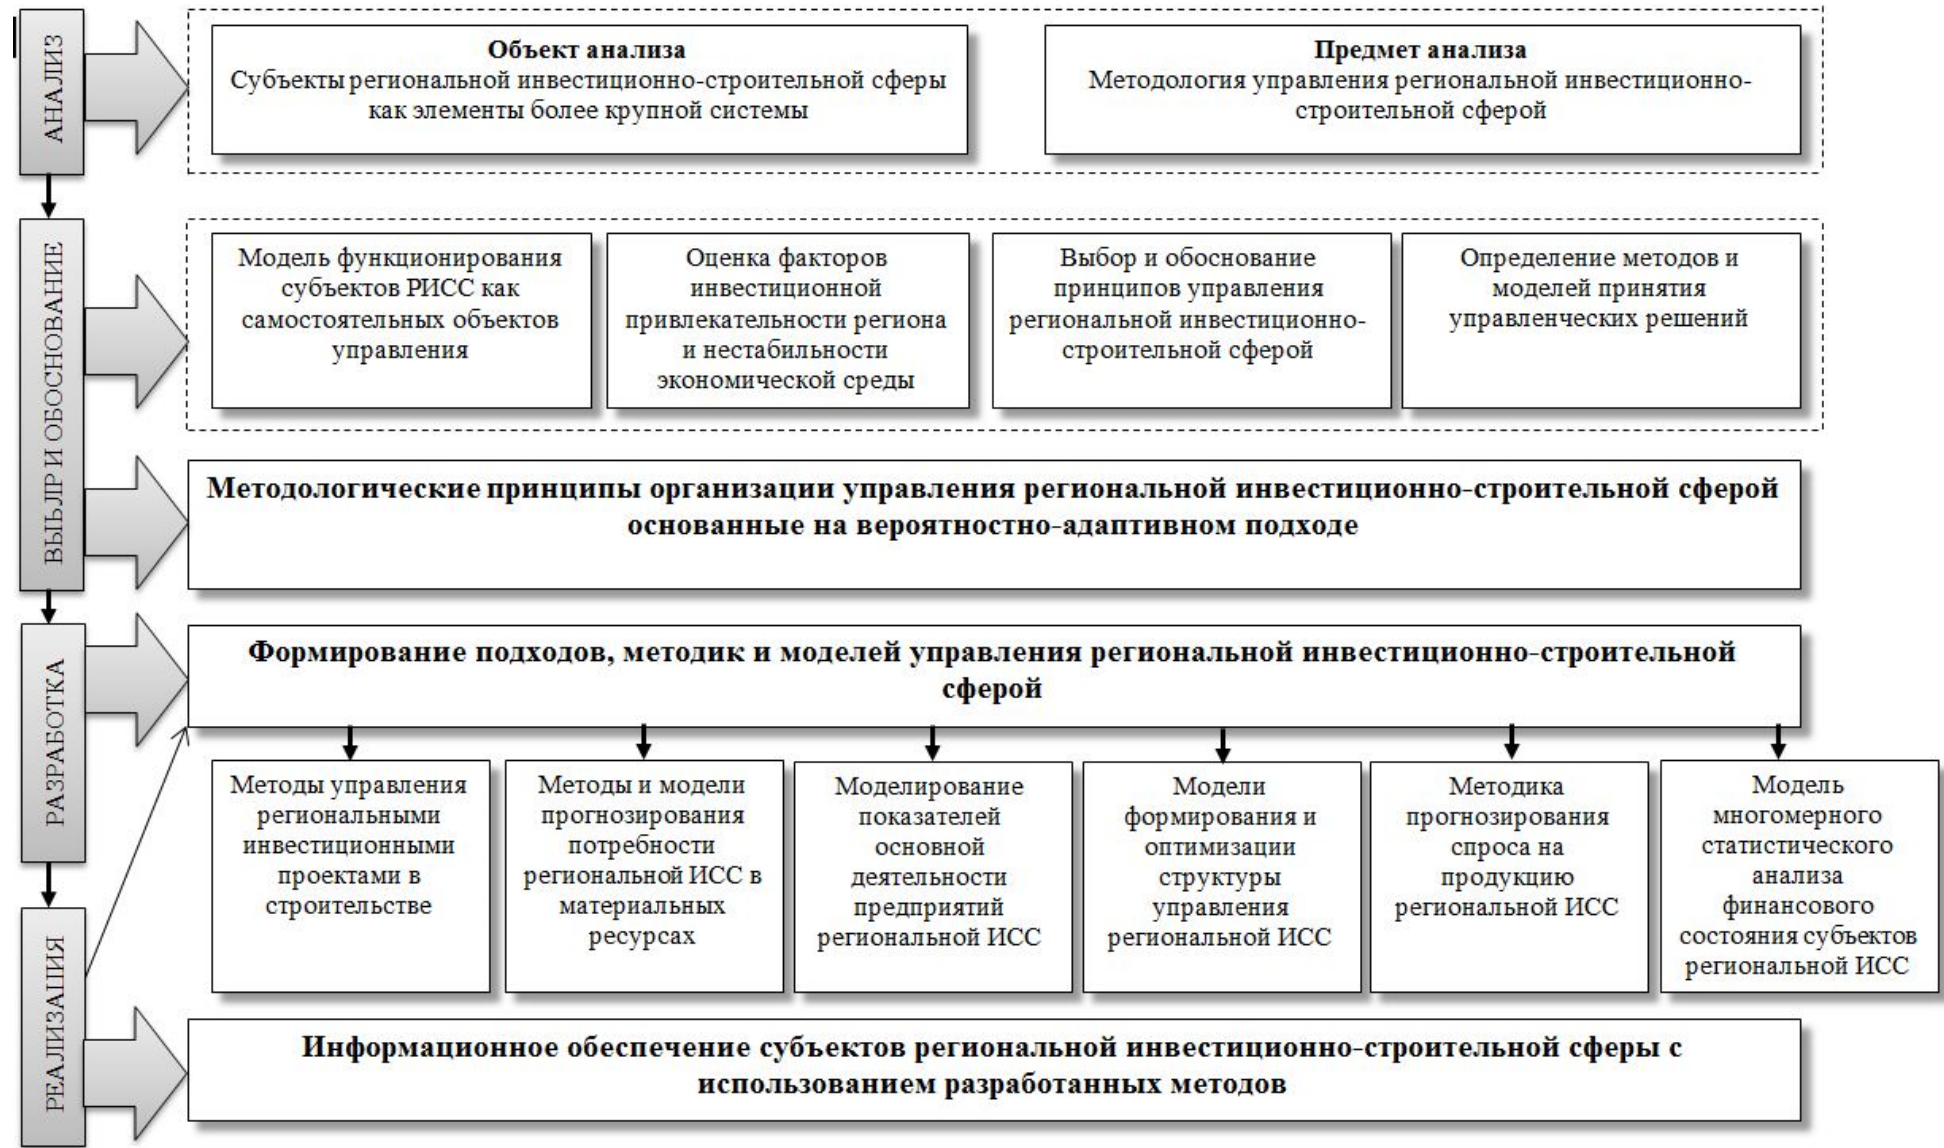 АНАЛИЗ
Объект анализа
Субъекты региональной инвестиционно-строительной сферы
как элементы более крупной системы
Предмет анализа
Методология управления региональной инвестиционно-
строительной сферой
ВЫЬЛР И ОБОСНОВАНИЕ
Модель функционирования
субъектов РИСС как
самостоятельных объектов
управления
Оценка факторов
инвестиционной
привлекательности региона
и нестабильности
экономической среды
Выбор и обоснование
принципов управления
региональной инвестиционно-
строительной сферой
Определение методов и
моделей принятия
управленческих решений
Методологические принципы организации управления региональной инвестиционно-строительной сферой
основанные на вероятностно-адаптивном подходе
РАЗРАБОТКА
Формирование подходов, методик и моделей управления региональной инвестиционно-строительной
сферой
Методы управления
региональными
инвестиционными
проектами в
строительстве
Методы и модели
прогнозирования
потребности
региональной ИСС в
материальных
ресурсах
Моделирование
показателей
основной
деятельности
предприятий
региональной ИСС
Модели
формирования и
оптимизации
структуры
управления
региональной ИСС
Методика
прогнозирования
спроса на
продукцию
региональной ИСС
Модель
многомерного
статистического
анализа
финансового
состояния субъектов
региональной ИСС
РЕАЛИЗАЦИЯ
Информационное обеспечение субъектов региональной инвестиционно-строительной сферы с
использованием разработанных методов